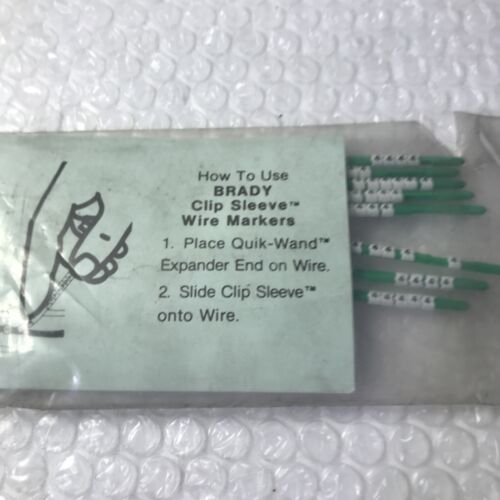 How To Use
BRADY
Clip Sleeve™
Wire Markers
1. Place Quik-Wand™
Expander End on Wire.
2. Slide Clip Sleeve™
onto Wire.